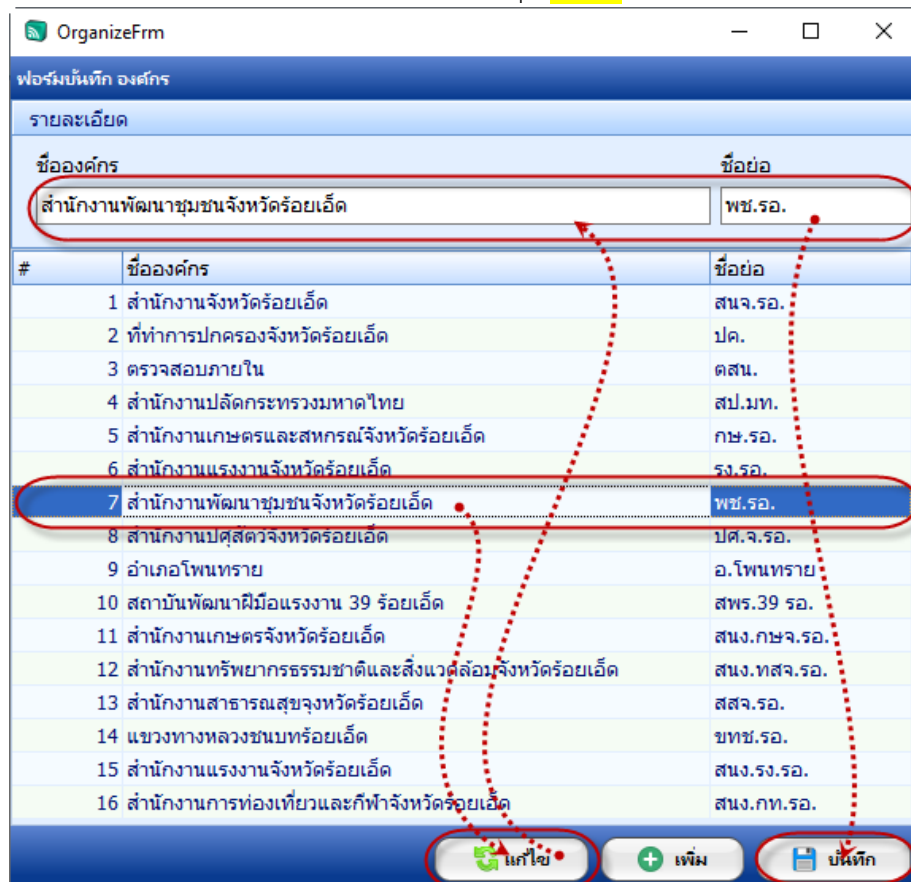 OrganizeFrm
ฟอร์มบันทึก องค์กร
รายละเอียด
ชื่อองค์กร ชื่อย่อ
สำนักงานพัฒนาชุมชนจังหวัดร้อยเอ็ด พช.รอ.
# ชื่อองค์กร ชื่อย่อ
1 สำนักงานจังหวัดร้อยเอ็ด สนจ.รอ.
2 ที่ทำการปกครองจังหวัดร้อยเอ็ด ปค.
3 ตรวจสอบภายใน ตสน.
4 สำนักงานปลัดกระทรวงมหาดไทย สป.มท.
5 สำนักงานเกษตรและสหกรณ์จังหวัดร้อยเอ็ด กษ.รอ.
6 สำนักงานแรงงานจังหวัดร้อยเอ็ด รง.รอ.
7 สำนักงานพัฒนาชุมชนจังหวัดร้อยเอ็ด พช.รอ.
8 สำนักงานปศุสัตว์จังหวัดร้อยเอ็ด ปศ.จ.รอ.
9 อำเภอโพนทราย อ.โพนทราย
10 สถาบันพัฒนาฝีมือแรงงาน 39 ร้อยเอ็ด สพร.39 รอ.
11 สำนักงานเกษตรจังหวัดร้อยเอ็ด สนง.กษจ.รอ.
12 สำนักงานทรัพยากรธรรมชาติและสิ่งแวดล้อมจังหวัดร้อยเอ็ด สนง.ทสจ.รอ.
13 สำนักงานสาธารณสุขจุงหวัดร้อยเอ็ด สสจ.รอ.
14 แขวงทางหลวงชนบทร้อยเอ็ด ขทช.รอ.
15 สำนักงานแรงงานจังหวัดร้อยเอ็ด สนง.รง.รอ.
16 สำนักงานการท่องเที่ยวและกีฬาจังหวัดร้อยเอ็ด สนง.กท.รอ.
แก้ไข เพิ่ม บันทึก